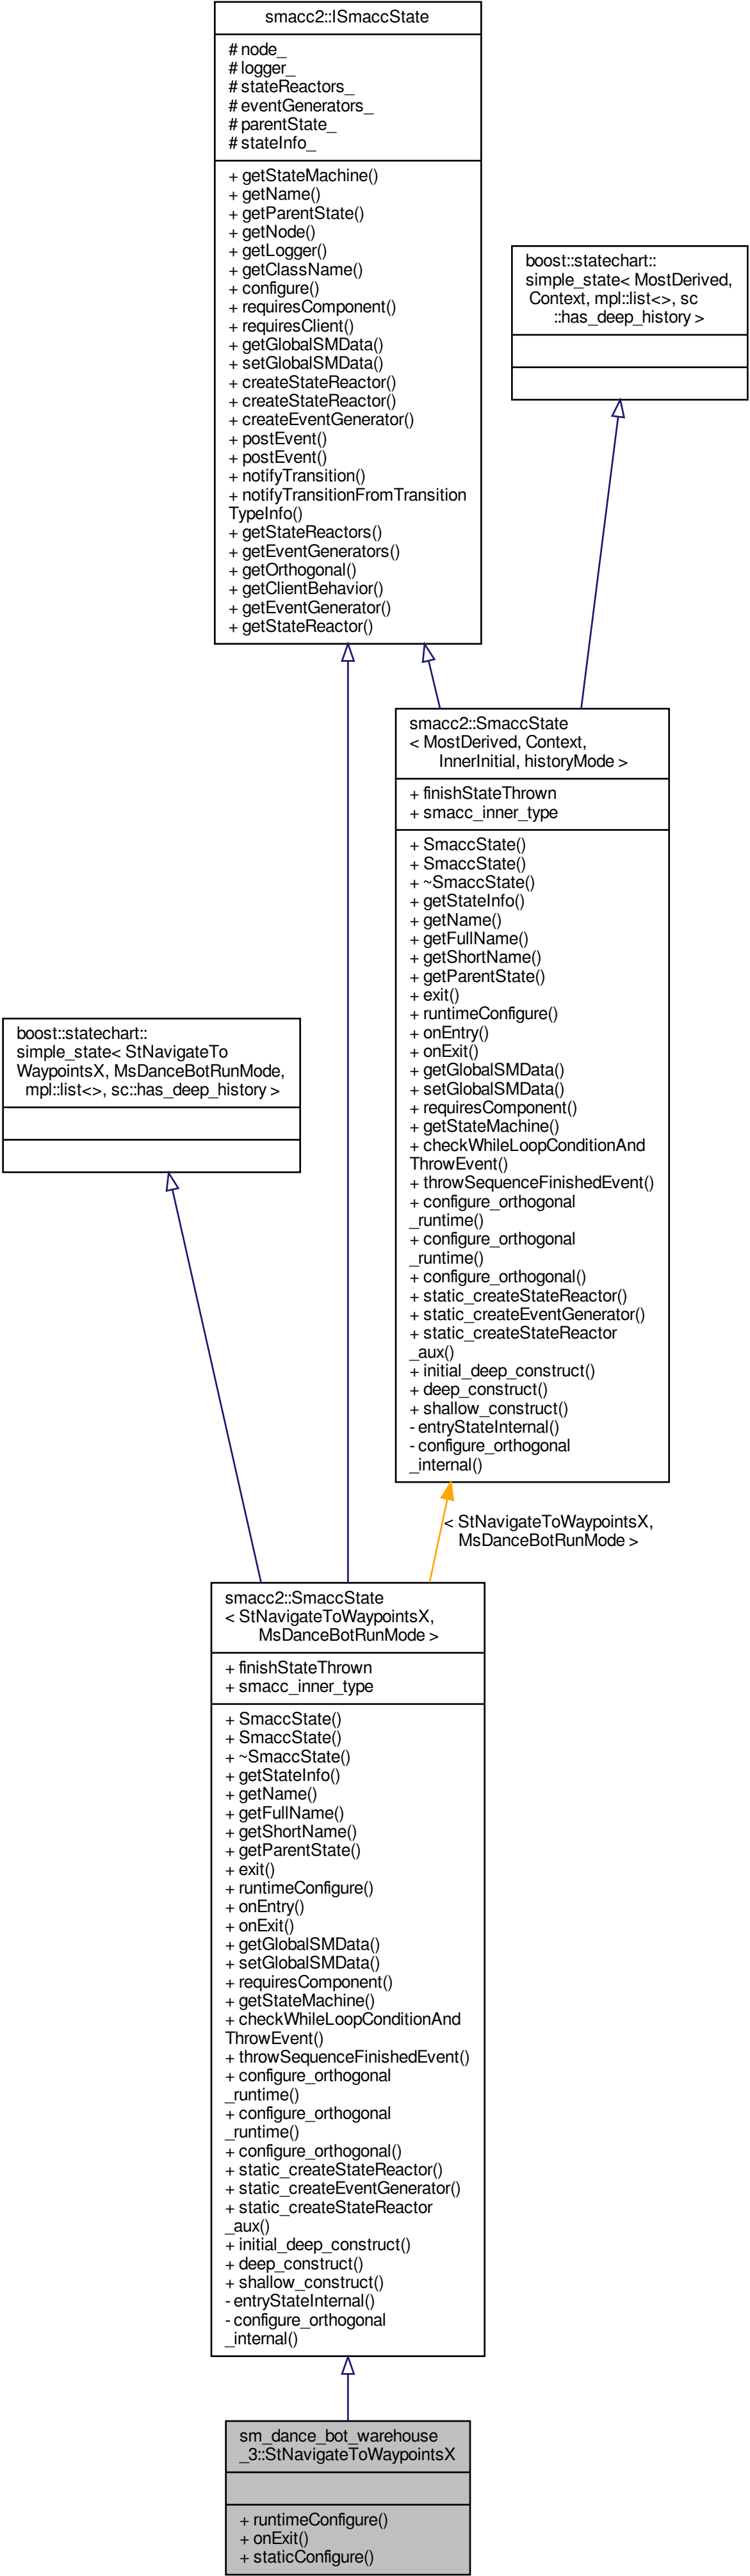 smacc2::ISmaccState
# node_
# logger_
# stateReactors_
# eventGenerators_
# parentState_
# stateInfo_
+ getStateMachine()
+ getName()
+ getParentState()
+ getNode()
+ getLogger()
+ getClassName()
+ configure()
+ requiresComponent()
+ requiresClient()
+ getGlobalSMData()
+ setGlobalSMData()
+ createStateReactor()
+ createStateReactor()
+ createEventGenerator()
+ postEvent()
+ postEvent()
+ notifyTransition()
+ notifyTransitionFromTransition
TypeInfo()
+ getStateReactors()
+ getEventGenerators()
+ getOrthogonal()
+ getClientBehavior()
+ getEventGenerator()
+ getStateReactor()
boost::statechart::
simple_state< MostDerived,
Context, mpl::list<>, sc
::has_deep_history >
smacc2::SmaccState
< MostDerived, Context,
InnerInitial, historyMode >
+ finishStateThrown
+ smacc_inner_type
+ SmaccState()
+ SmaccState()
+ ~SmaccState()
+ getStateInfo()
+ getName()
+ getFullName()
+ getShortName()
+ getParentState()
+ exit()
+ runtimeConfigure()
+ onEntry()
+ onExit()
+ getGlobalSMData()
+ setGlobalSMData()
+ requiresComponent()
+ getStateMachine()
+ checkWhileLoopConditionAnd
ThrowEvent()
+ throwSequenceFinishedEvent()
+ configure_orthogonal
_runtime()
+ configure_orthogonal
_runtime()
+ configure_orthogonal()
+ static_createStateReactor()
+ static_createEventGenerator()
+ static_createStateReactor
_aux()
+ initial_deep_construct()
+ deep_construct()
+ shallow_construct()
- entryStateInternal()
- configure_orthogonal
_internal()
boost::statechart::
simple_state< StNavigateTo
WaypointsX, MsDanceBotRunMode,
mpl::list<>, sc::has_deep_history >
< StNavigateToWaypointsX,
MsDanceBotRunMode >
smacc2::SmaccState
< StNavigateToWaypointsX,
MsDanceBotRunMode >
+ finishStateThrown
+ smacc_inner_type
+ SmaccState()
+ SmaccState()
+ ~SmaccState()
+ getStateInfo()
+ getName()
+ getFullName()
+ getShortName()
+ getParentState()
+ exit()
+ runtimeConfigure()
+ onEntry()
+ onExit()
+ getGlobalSMData()
+ setGlobalSMData()
+ requiresComponent()
+ getStateMachine()
+ checkWhileLoopConditionAnd
ThrowEvent()
+ throwSequenceFinishedEvent()
+ configure_orthogonal
_runtime()
+ configure_orthogonal
_runtime()
+ configure_orthogonal()
+ static_createStateReactor()
+ static_createEventGenerator()
+ static_createStateReactor
_aux()
+ initial_deep_construct()
+ deep_construct()
+ shallow_construct()
- entryStateInternal()
- configure_orthogonal
_internal()
sm_dance_bot_warehouse
_3::StNavigateToWaypointsX
+ runtimeConfigure()
+ onExit()
+ staticConfigure()